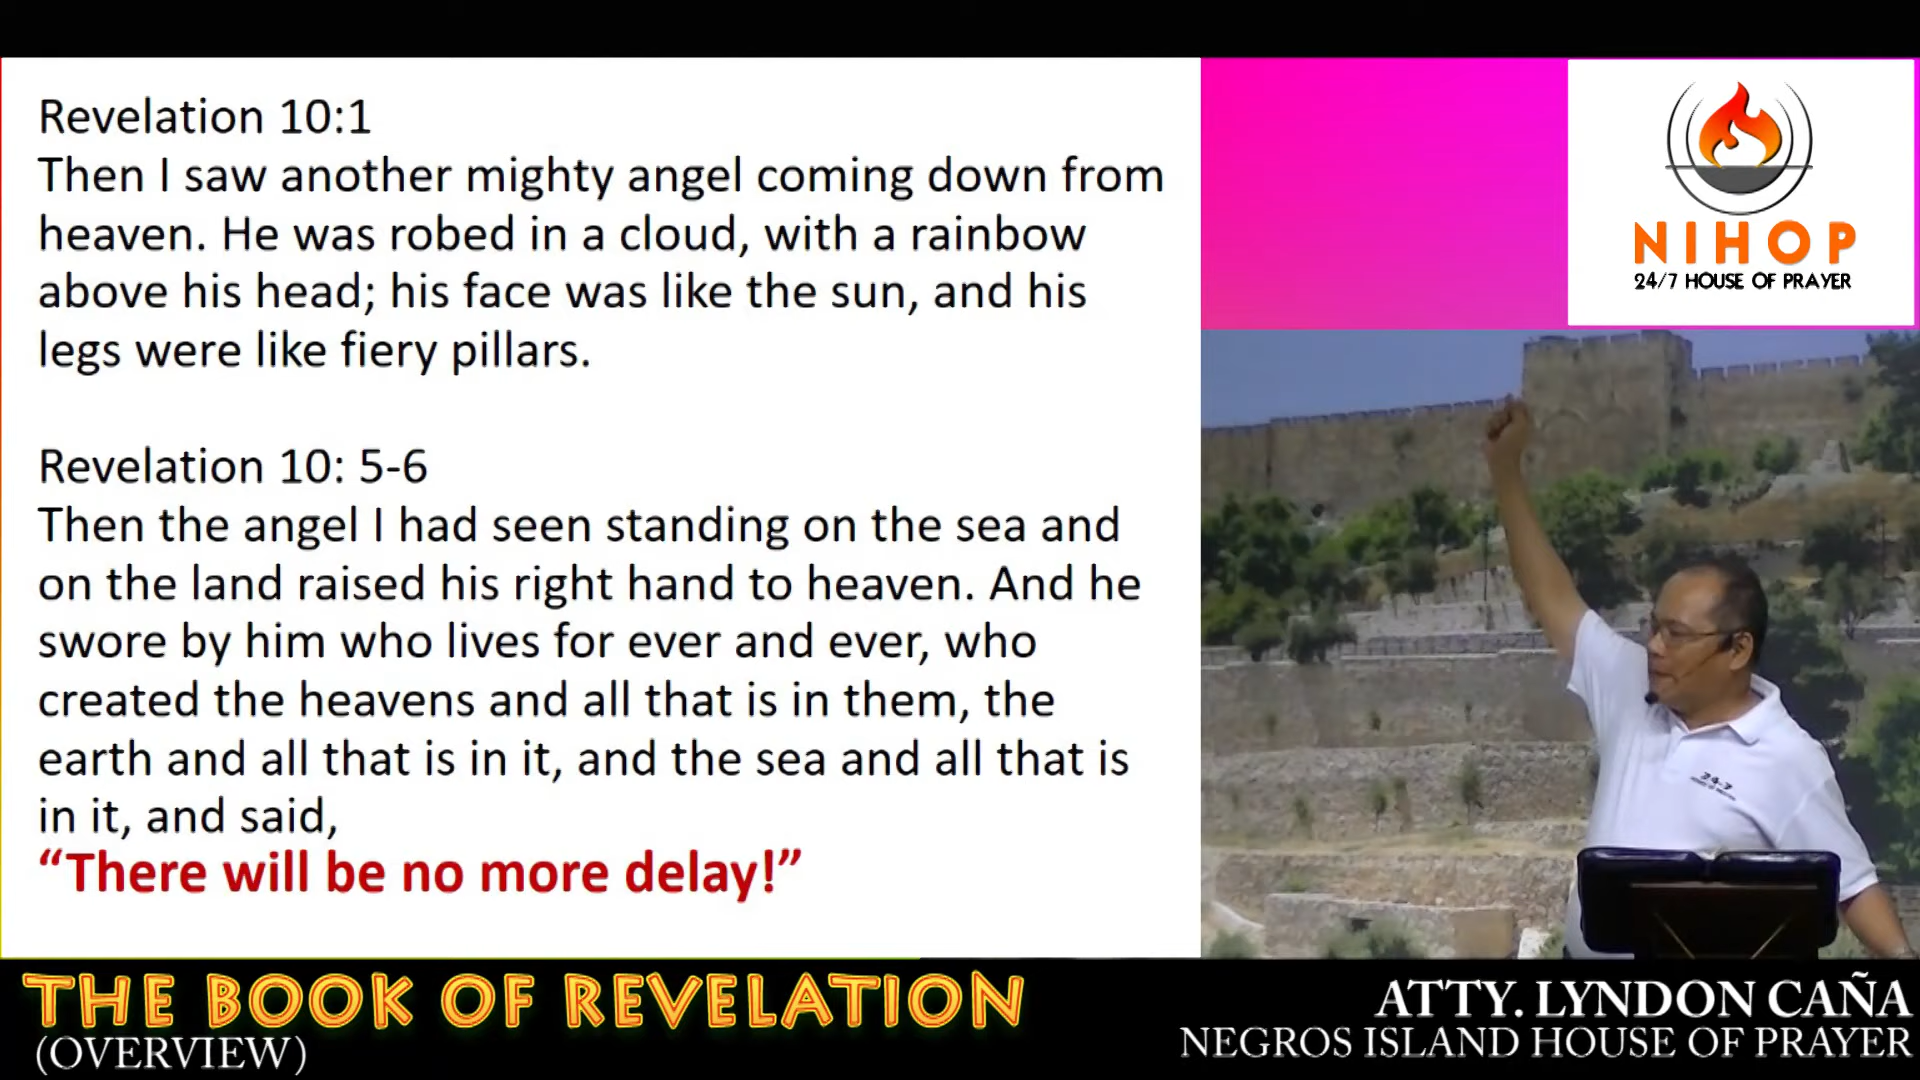 Revelation 10:1
Then I saw another mighty angel coming down from
heaven. He was robed in a cloud, with a rainbow
above his head; his face was like the sun, and his
legs were like fiery pillars.
Revelation 10: 5-6
Then the angel I had seen standing on the sea and
on the land raised his right hand to heaven. And he
swore by him who lives for ever and ever, who
created the heavens and all that is in them, the
earth and all that is in it, and the sea and all that is
in it, and said,
“There will be no more delay!”
NIHOP
24/7 HOUSE OF PRAYER
24-7
THE BOOK OF REVELATION
(OVERVIEW)
ATTY. LYNDON CAÑA
NEGROS ISLAND HOUSE OF PRAYER